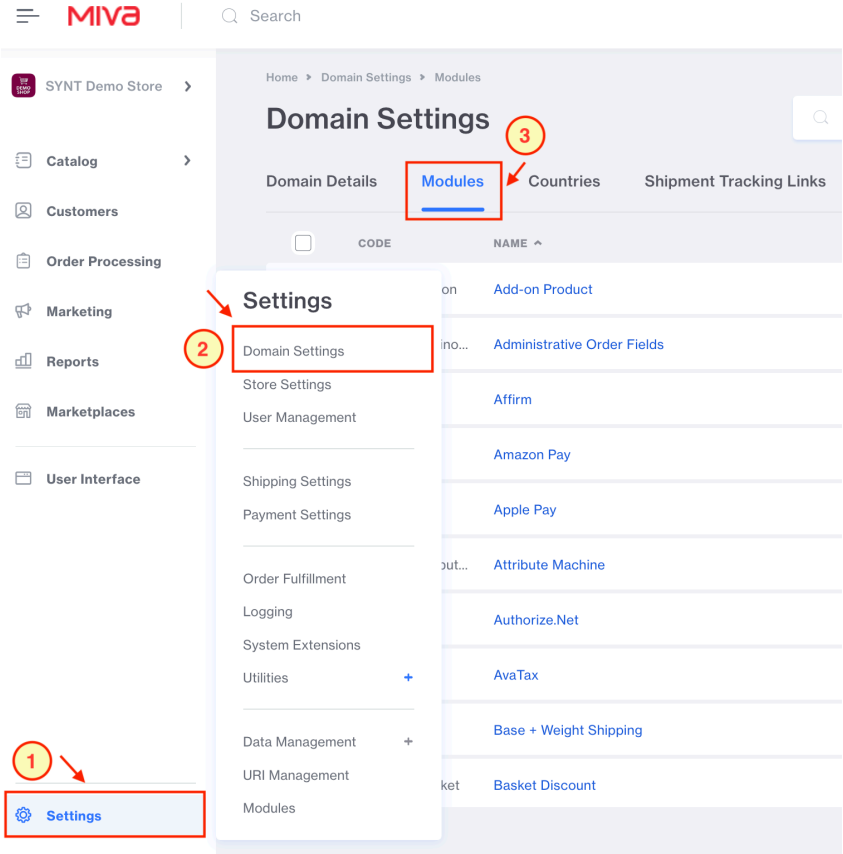 MIVA
Search
DEMO SHOP
SYNT Demo Store
Home > Domain Settings > Modules
Domain Settings
3
Catalog
Domain Details Modules Countries Shipment Tracking Links
Customers
CODE NAME
Order Processing
Marketing
Reports
Marketplaces
User Interface
1
Settings
2
Settings
Domain Settings
Store Settings
User Management
Shipping Settings
Payment Settings
Order Fulfillment
Logging
System Extensions
Utilities +
Data Management +
URI Management
Modules
on Add-on Product
ino... Administrative Order Fields
Affirm
Amazon Pay
Apple Pay
out... Attribute Machine
Authorize.Net
AvaTax
Base + Weight Shipping
ket Basket Discount